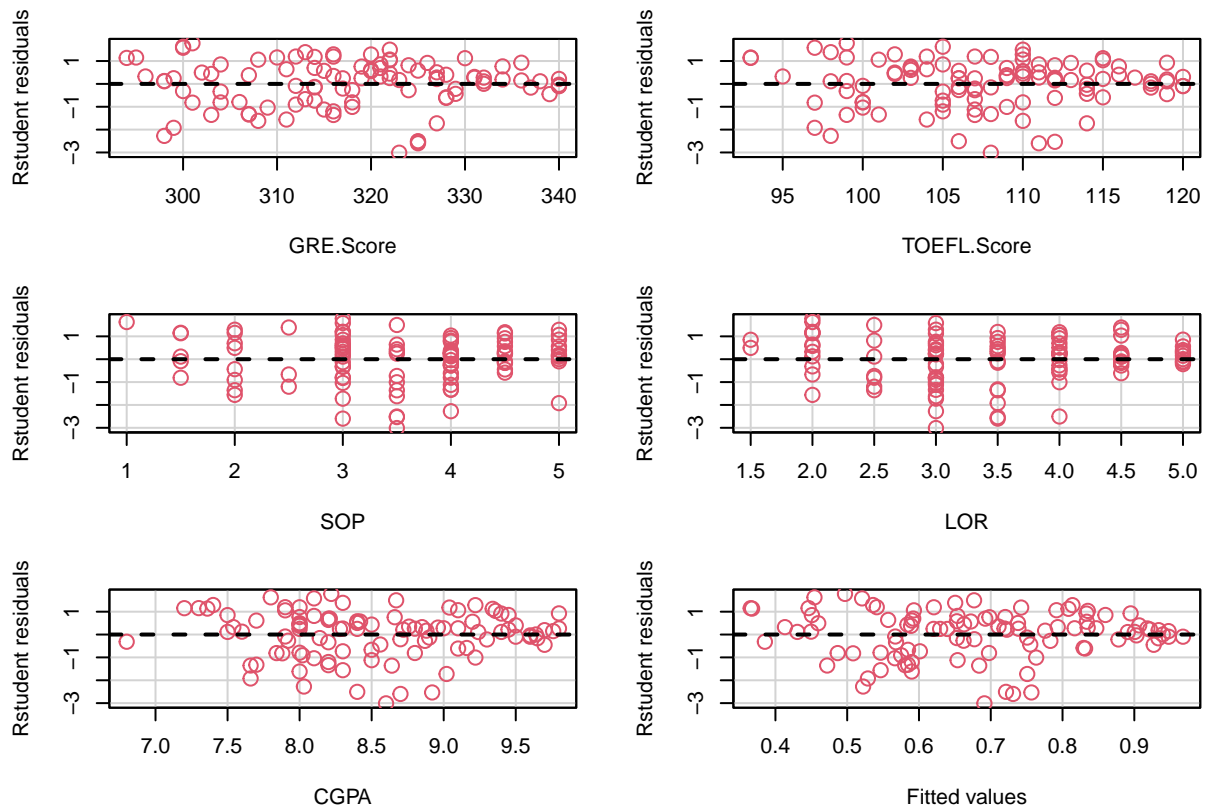 Rstudent residuals
1
−1
−3
300 310 320 330 340
GRE.Score
Rstudent residuals
1
−1
−3
95 100 105 110 115 120
TOEFL.Score
Rstudent residuals
1
−1
−3
1 2 3 4 5
SOP
Rstudent residuals
1
−1
−3
1.5 2.0 2.5 3.0 3.5 4.0 4.5 5.0
LOR
Rstudent residuals
1
−1
−3
7.0 7.5 8.0 8.5 9.0 9.5
CGPA
Rstudent residuals
1
−1
−3
0.4 0.5 0.6 0.7 0.8 0.9
Fitted values